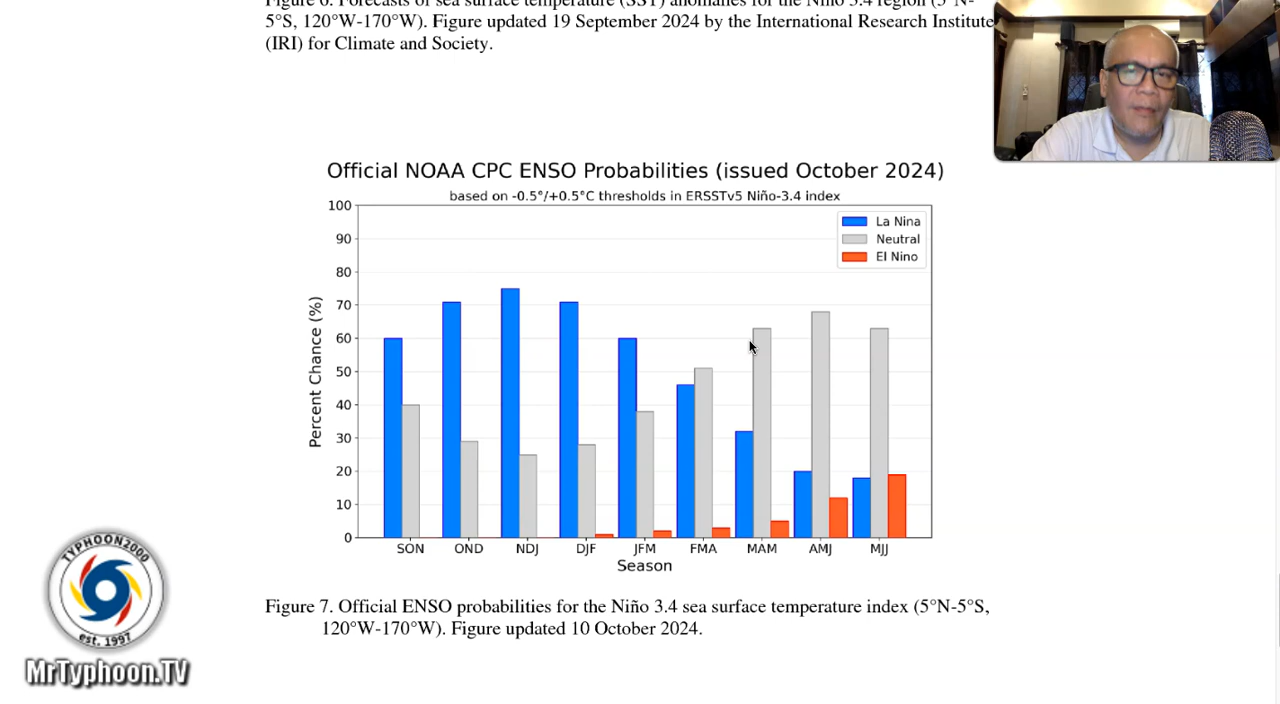 Figure 6. Forecasts of sea surface temperature (SST) anomalies for the Niño 3.4 region (5°N-
5°S, 120°W-170°W). Figure updated 19 September 2024 by the International Research Institute
(IRI) for Climate and Society.
Official NOAA CPC ENSO Probabilities (issued October 2024)
based on -0.5°/+0.5°C thresholds in ERSSTv5 Niño-3.4 index
La Nina
Neutral
El Nino
Percent Chance (%)
100
90
80
70
60
50
40
30
20
10
0
SON OND NDJ DJF JFM FMA MAM AMJ MJJ
Season
Figure 7. Official ENSO probabilities for the Niño 3.4 sea surface temperature index (5°N-5°S,
120°W-170°W). Figure updated 10 October 2024.
TYPHOON2000
est. 1997
MrTyphoon.TV